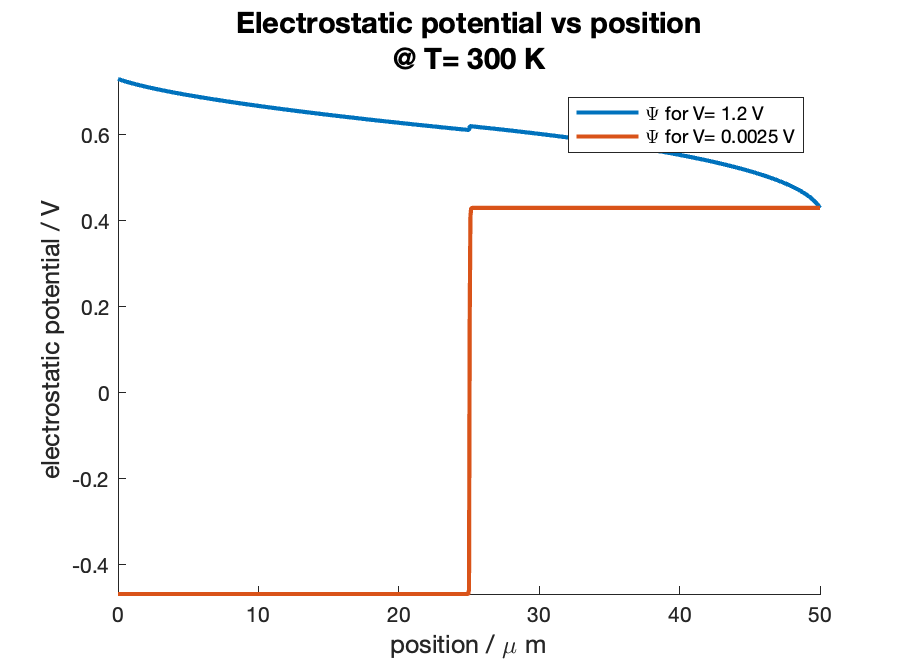 Electrostatic potential vs position
@ T= 300 K
Ψ for V= 1.2 V
Ψ for V= 0.0025 V
electrostatic potential / V
0.6
0.4
0.2
0
-0.2
-0.4
0 10 20 30 40 50
position / μ m